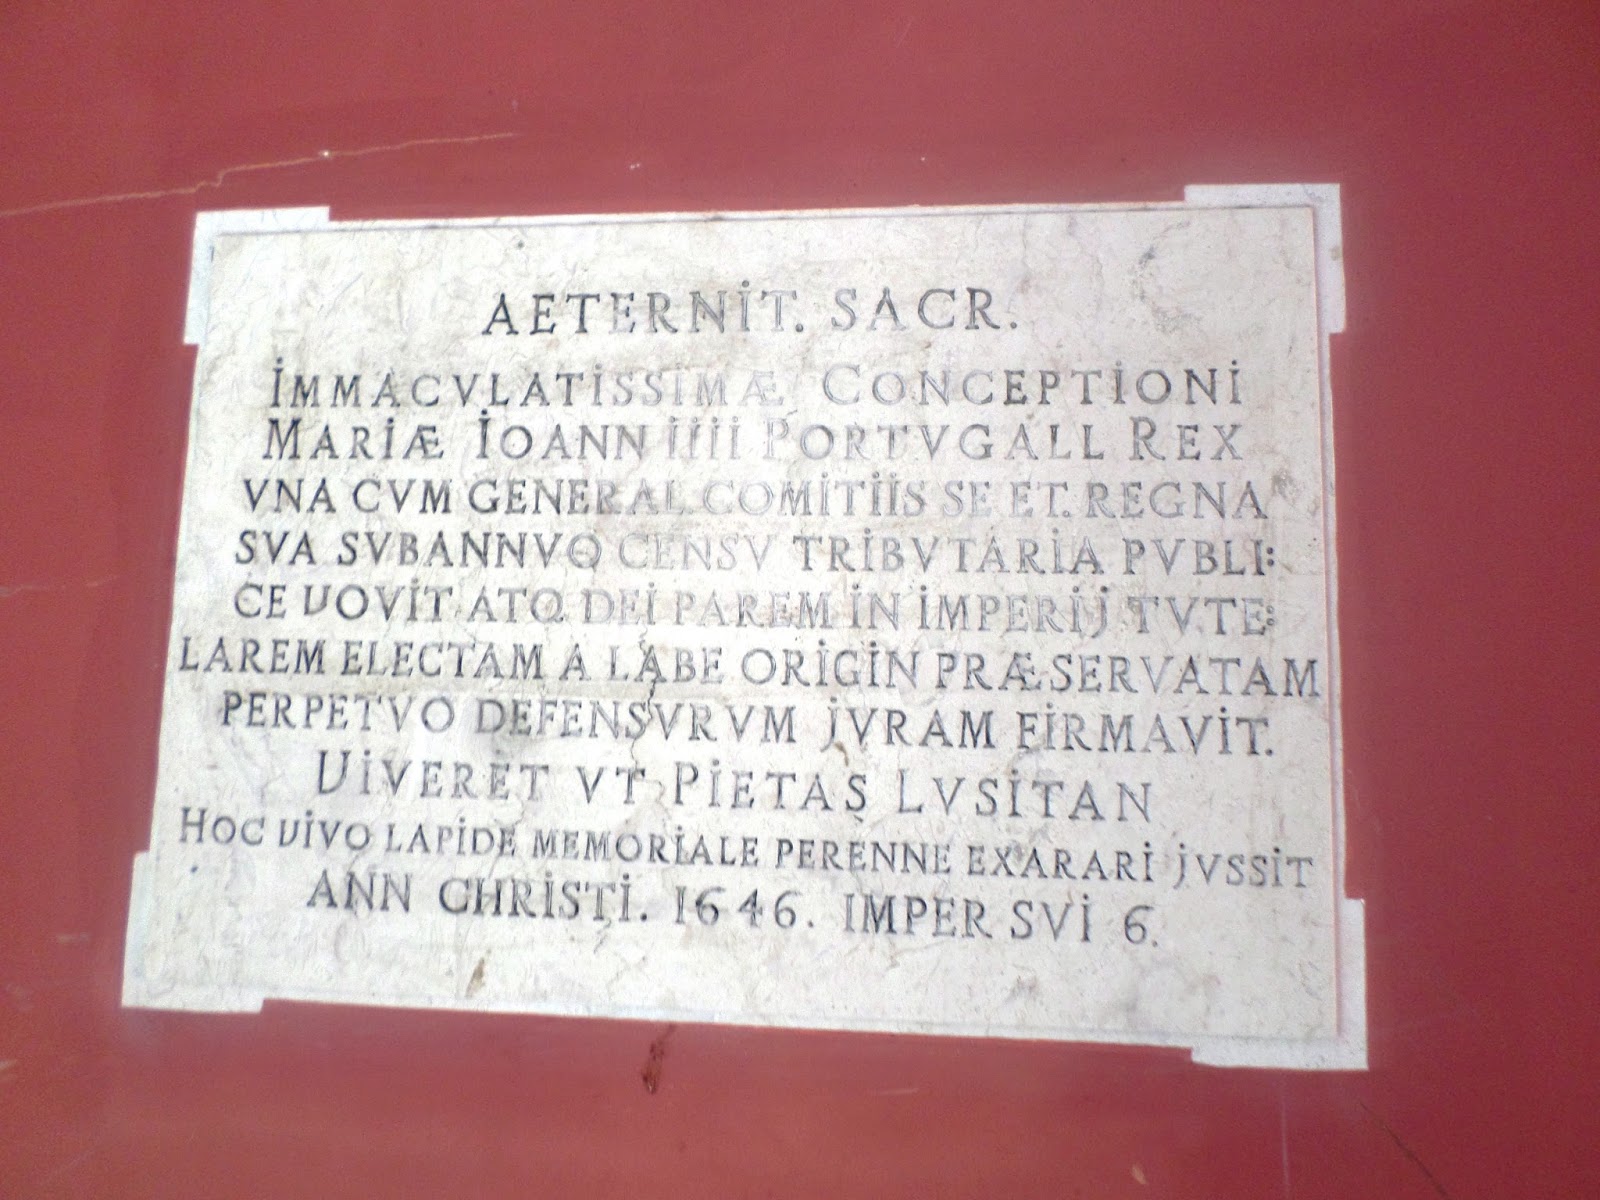 AETERNIT. SACR.
IMMACVLATISSIMÆ CONCEPTIONI
MARIÆ IOANN IIII PORTVGALL REX
VNA CVM GENERAL COMITIIS SE ET REGNA
SVA SVBANNVO CENSV TRIBVTARIA PVBLI:
CE UOVIT ATQ DEI PAREM IN IMPERIJ TVTE:
LAREM ELECTAM A LABE ORIGIN PRÆSERVATAM
PERPETVO DEFENSVRVM JVRAM FIRMAVIT.
UIVERET VT PIETAS LVSITAN
HOC UIVO LAPIDE MEMORIALE PERENNE EXARARI JVSSIT
ANN CHRISTI. 1646. IMPER SVI 6.